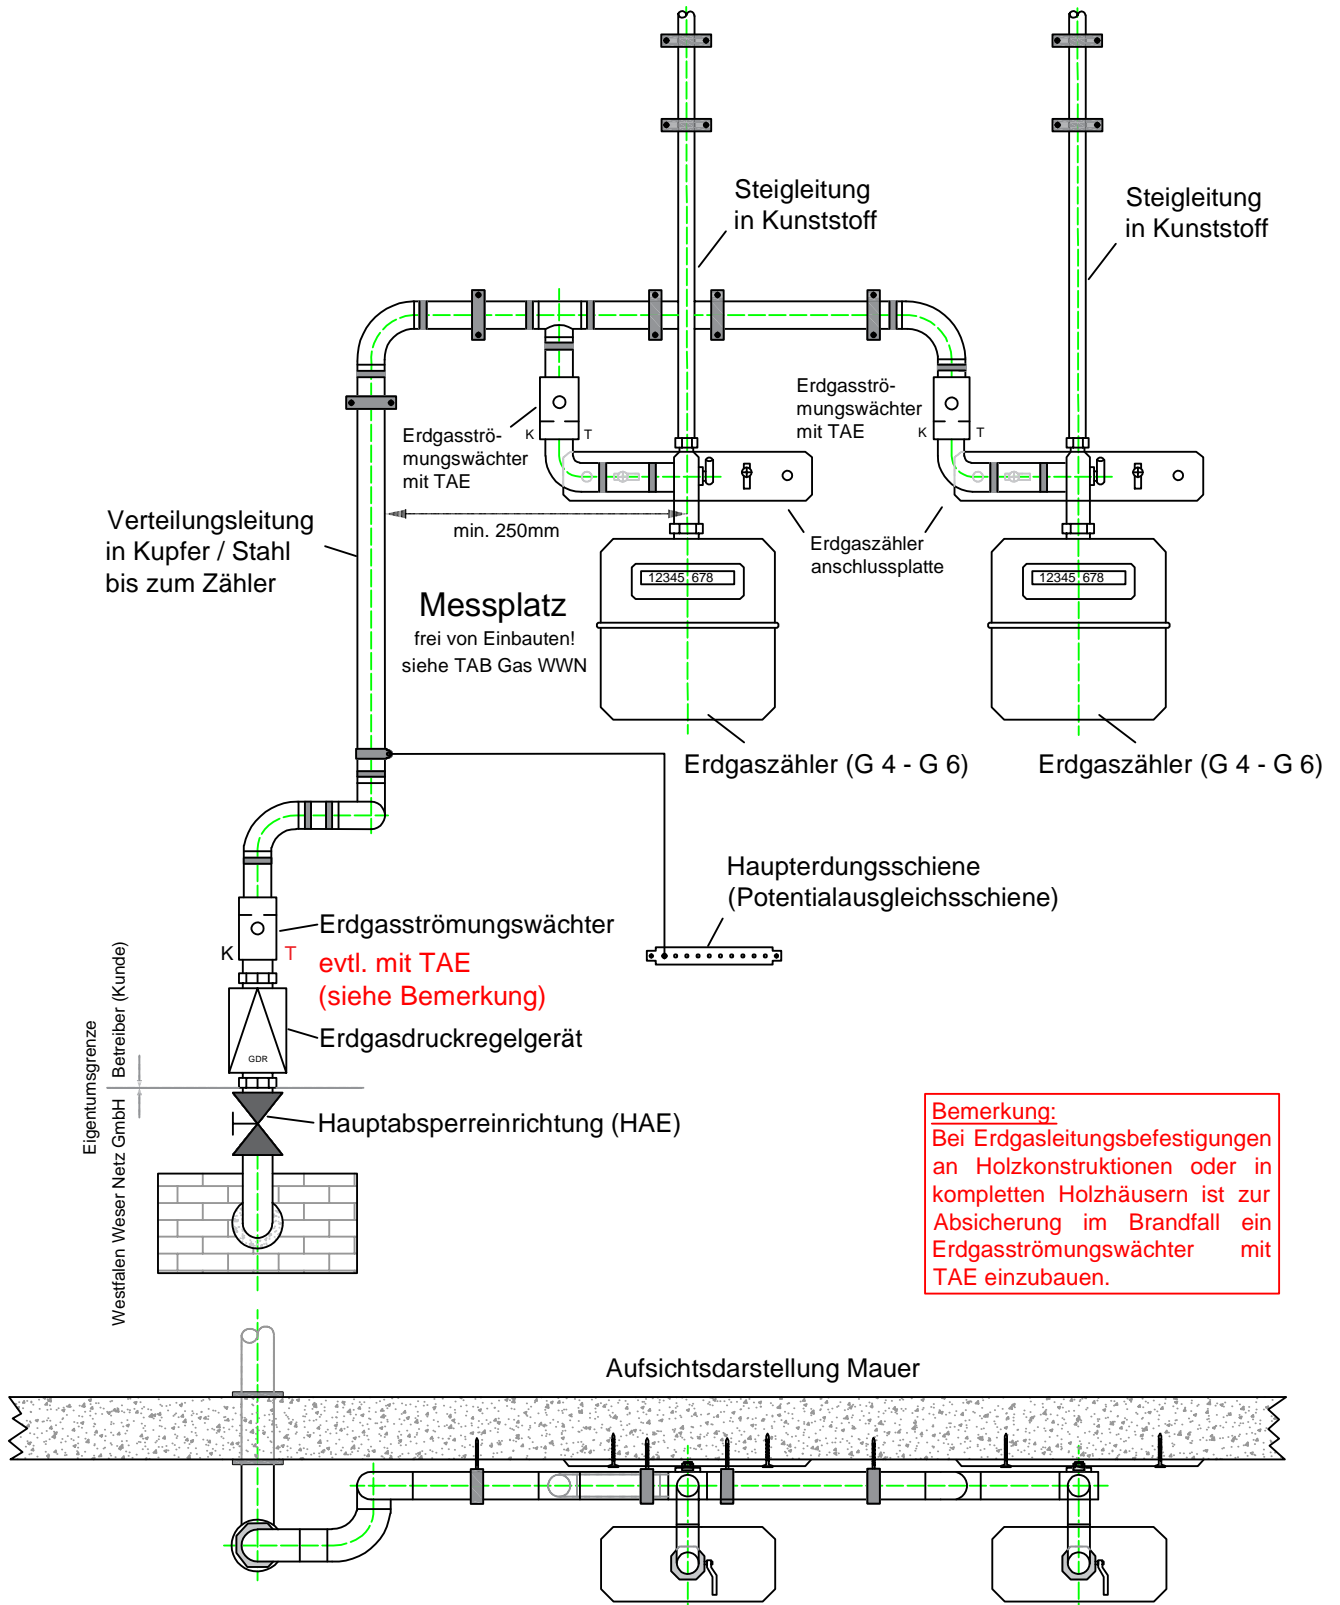 Steigleitung
in Kunststoff
Steigleitung
in Kunststoff
Erdgasströ-
mungswächter
mit TAE
K T
Erdgasströ-
mungswächter
mit TAE
K T
Verteilungsleitung
in Kupfer / Stahl
bis zum Zähler
min. 250mm
Erdgaszähler
anschlussplatte
12345 678
12345 678
Messplatz
frei von Einbauten!
siehe TAB Gas WWN
Erdgaszähler (G 4 - G 6)
Erdgaszähler (G 4 - G 6)
Haupterdungsschiene
(Potentialausgleichsschiene)
Erdgasströmungswächter
K T
evtl. mit TAE
(siehe Bemerkung)
Erdgasdruckregelgerät
GDR
Eigentumsgrenze
Betreiber (Kunde)
Westfalen Weser Netz GmbH
Hauptabsperreinrichtung (HAE)
Bemerkung:
Bei Erdgasleitungsbefestigungen
an Holzkonstruktionen oder in
kompletten Holzhäusern ist zur
Absicherung im Brandfall ein
Erdgasströmungswächter mit
TAE einzubauen.
Aufsichtsdarstellung Mauer